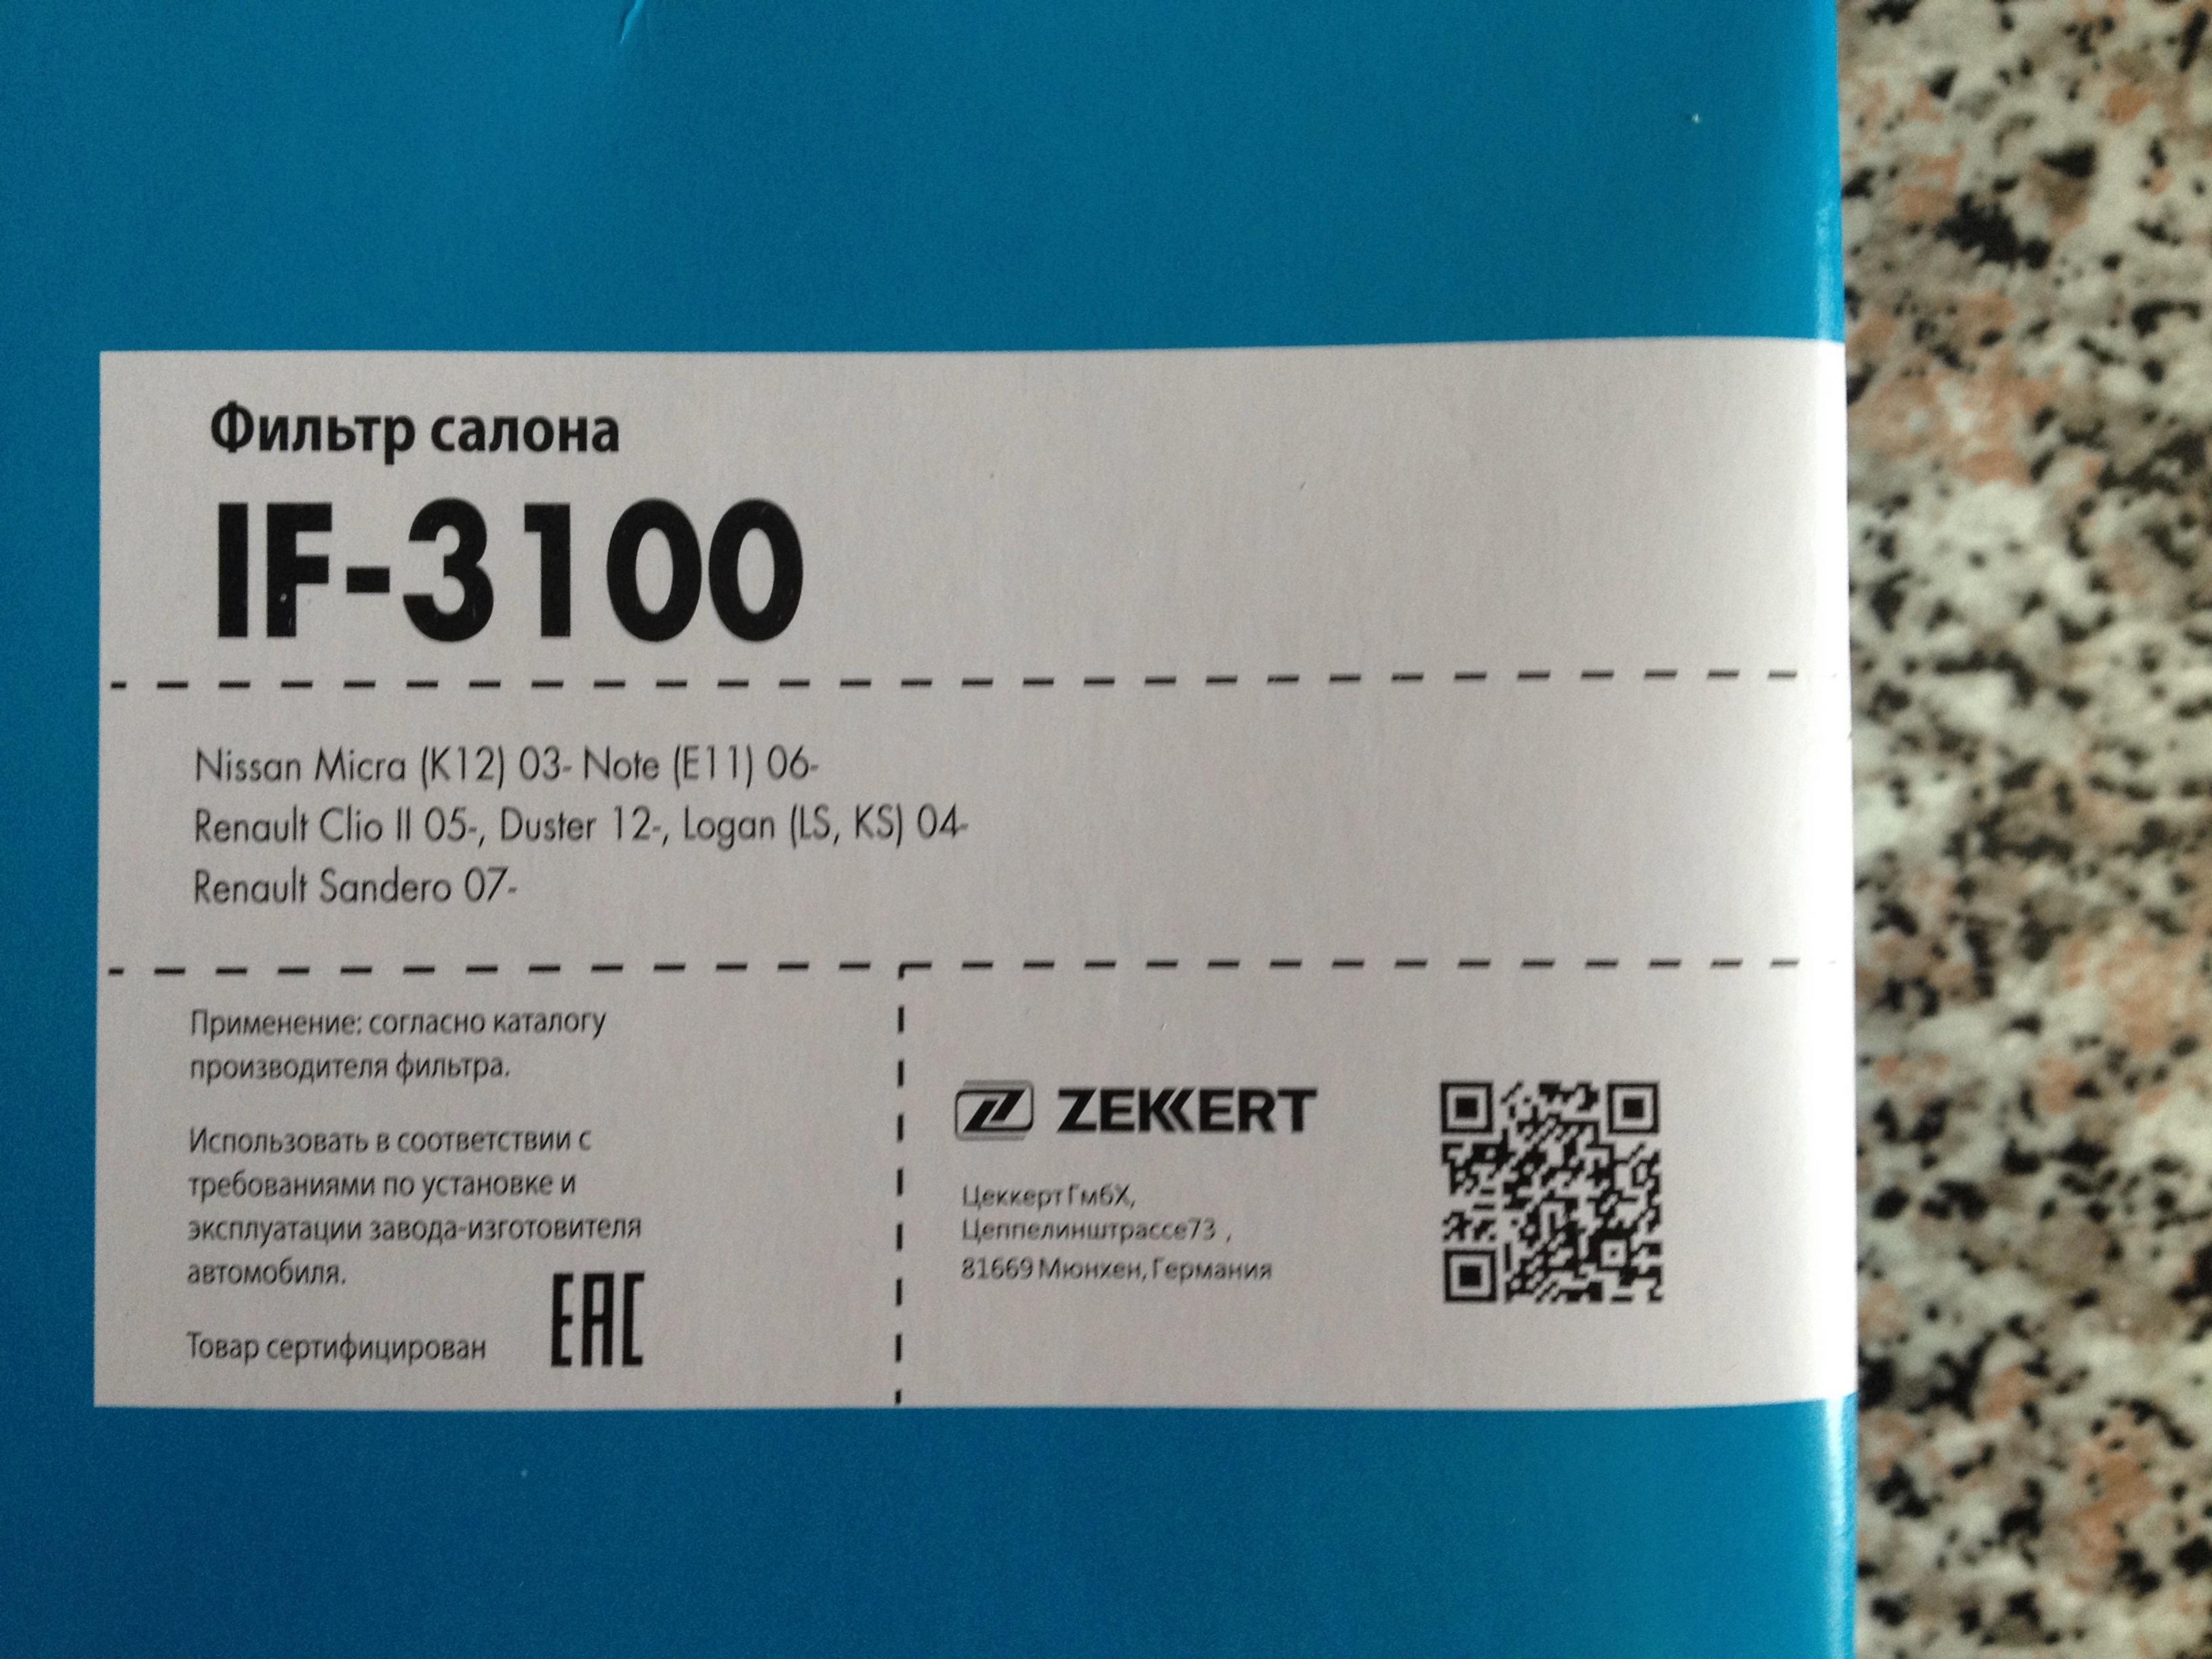 Фильтр салона
IF-3100
Nissan Micra (K12) 03- Note (E11) 06-
Renault Clio II 05-, Duster 12-, Logan (LS, KS) 04-
Renault Sandero 07-
Применение: согласно каталогу
производителя фильтра.
Использовать в соответствии с
требованиями по установке и
эксплуатации завода-изготовителя
автомобиля.
Товар сертифицирован
EAC
ZEKKERT
Цеккерт ГмбХ,
Цеппелинштрассе73 ,
81669 Мюнхен, Германия